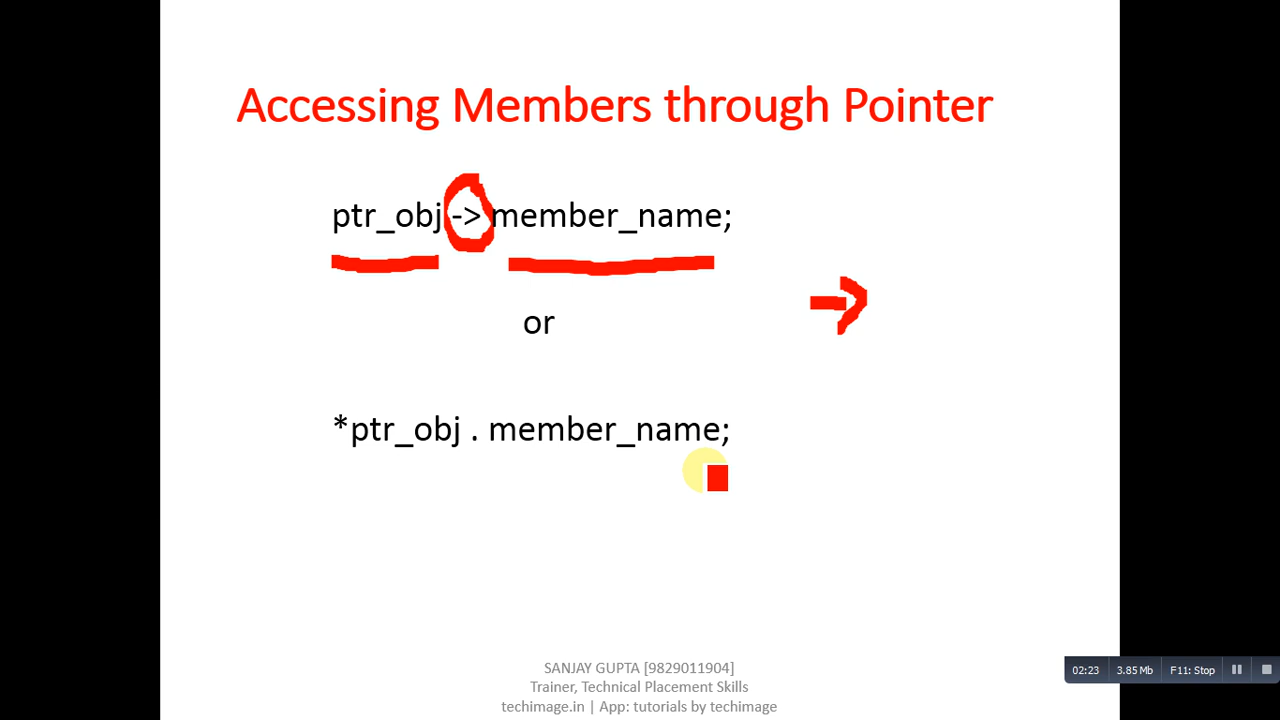 Accessing Members through Pointer
ptr_obj -> member_name;
or
*ptr_obj . member_name;
SANJAY GUPTA [9829011904]
Trainer, Technical Placement Skills
techimage.in | App: tutorials by techimage
02:23 3.85 Mb F11: Stop